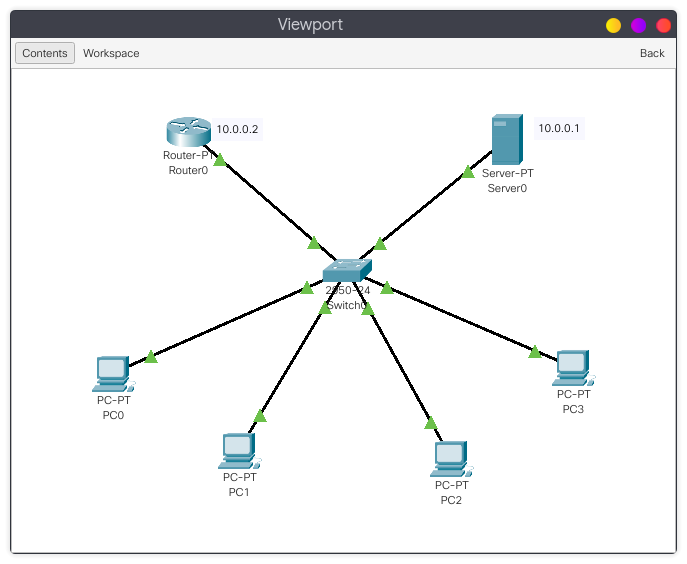 Viewport
Contents
Workspace
Back
10.0.0.2
Router-PT
Router0
10.0.0.1
Server-PT
Server0
2950-24
Switch0
PC-PT
PC0
PC-PT
PC1
PC-PT
PC2
PC-PT
PC3